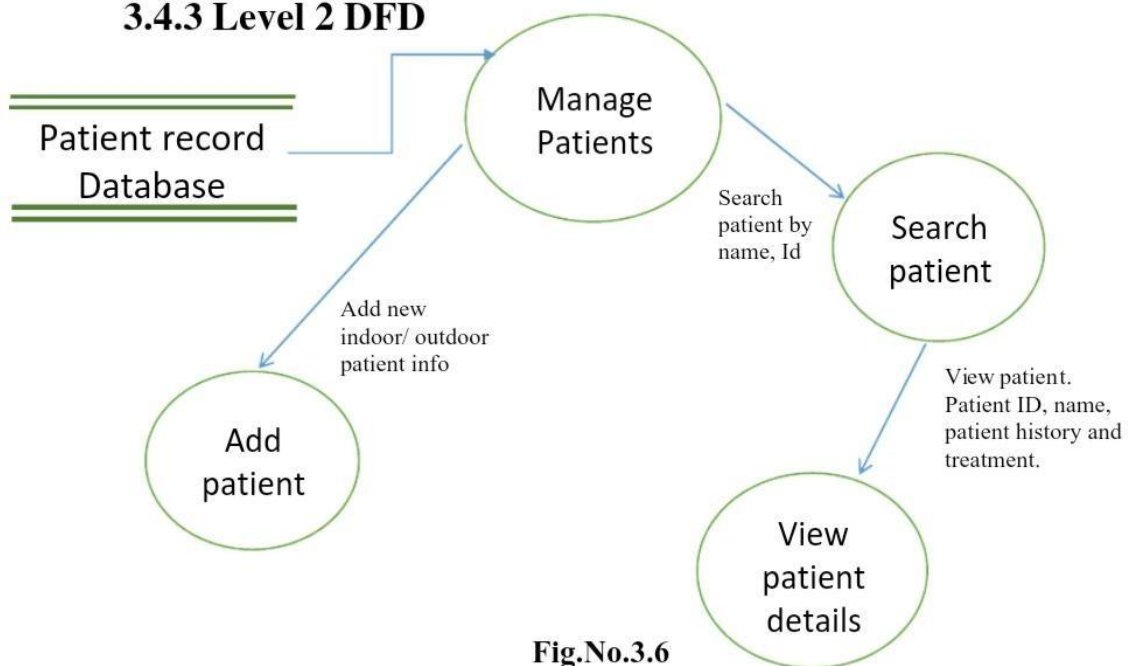 3.4.3 Level 2 DFD
Manage
Patients
Patient record
Database
Search
patient by
name, Id
Search
patient
Add new
indoor/ outdoor
patient info
View patient.
Patient ID, name,
patient history and
treatment.
Add
patient
View
patient
details
Fig.No.3.6